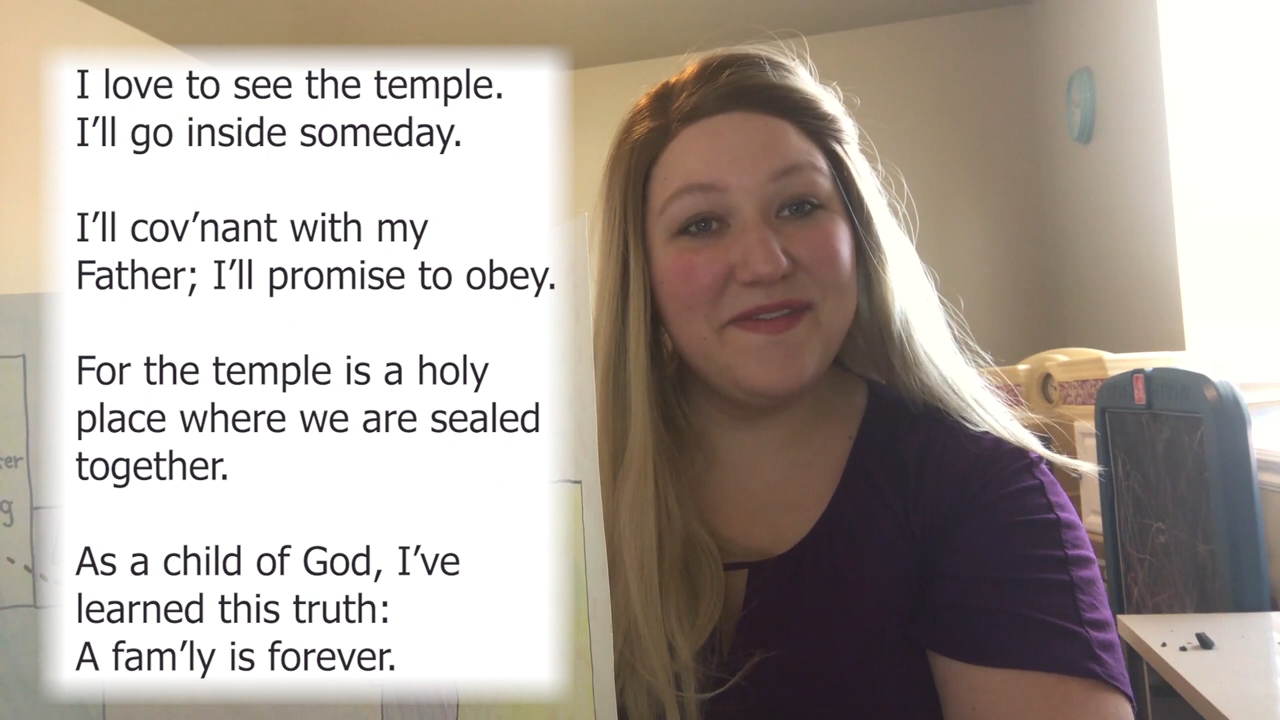 I love to see the temple.
I’ll go inside someday.
I’ll cov’nant with my
Father; I’ll promise to obey.
For the temple is a holy
place where we are sealed
together.
As a child of God, I’ve
learned this truth:
A fam’ly is forever.